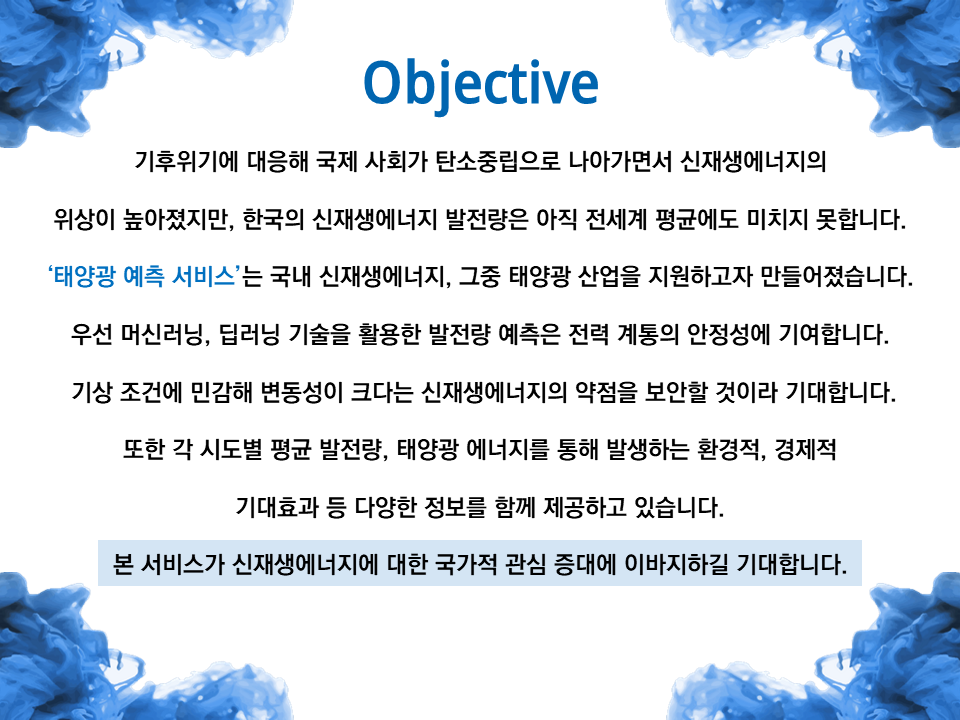 Objective
기후위기에 대응해 국제 사회가 탄소중립으로 나아가면서 신재생에너지의
위상이 높아졌지만, 한국의 신재생에너지 발전량은 아직 전세계 평균에도 미치지 못합니다.
‘태양광 예측 서비스’는 국내 신재생에너지, 그중 태양광 산업을 지원하고자 만들어졌습니다.
우선 머신러닝, 딥러닝 기술을 활용한 발전량 예측은 전력 계통의 안정성에 기여합니다.
기상 조건에 민감해 변동성이 크다는 신재생에너지의 약점을 보안할 것이라 기대합니다.
또한 각 시도별 평균 발전량, 태양광 에너지를 통해 발생하는 환경적, 경제적
기대효과 등 다양한 정보를 함께 제공하고 있습니다.
본 서비스가 신재생에너지에 대한 국가적 관심 증대에 이바지하길 기대합니다.